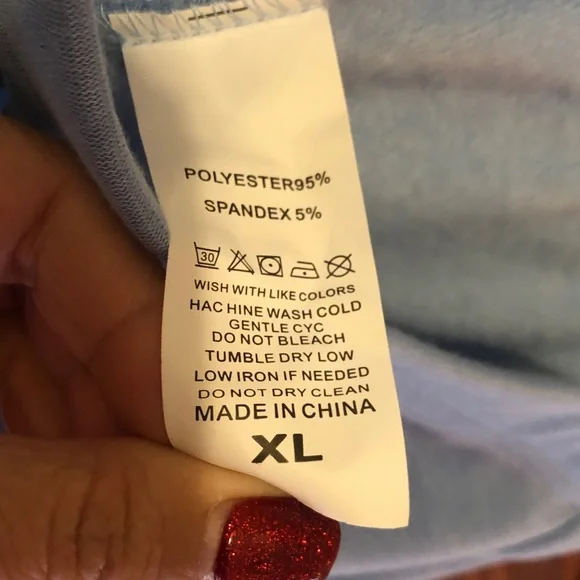 POLYESTER95%
SPANDEX 5%
30
WISH WITH LIKE COLORS
HAC HINE WASH COLD
GENTLE CYC
DO NOT BLEACH
TUMBLE DRY LOW
LOW IRON IF NEEDED
DO NOT DRY CLEAN
MADE IN CHINA
XL